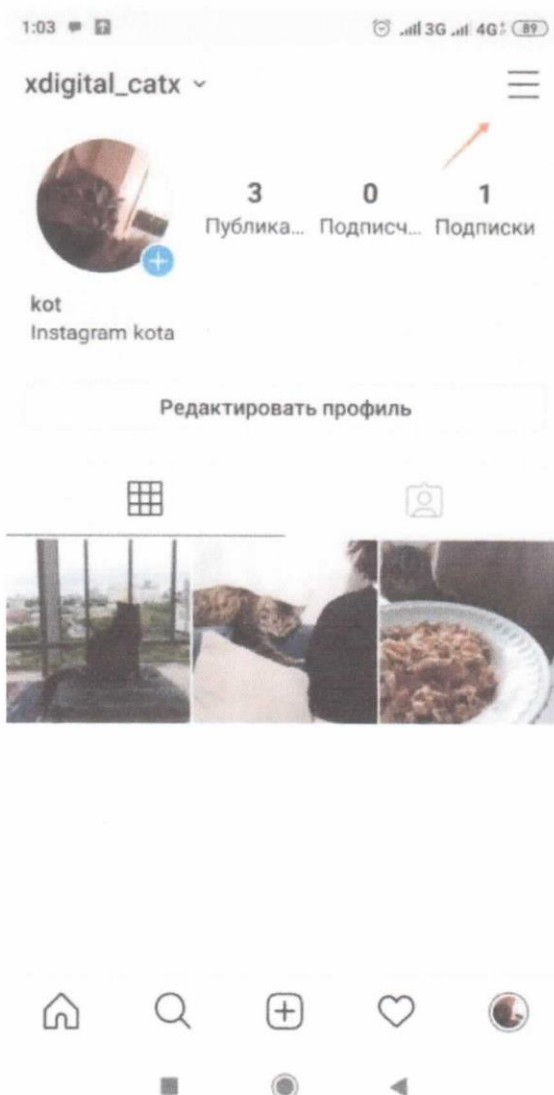 1:03 3G 4G 89
xdigital_catx
3 0 1
Публика... Подписч... Подписки
kot
Instagram kota
Редактировать профиль